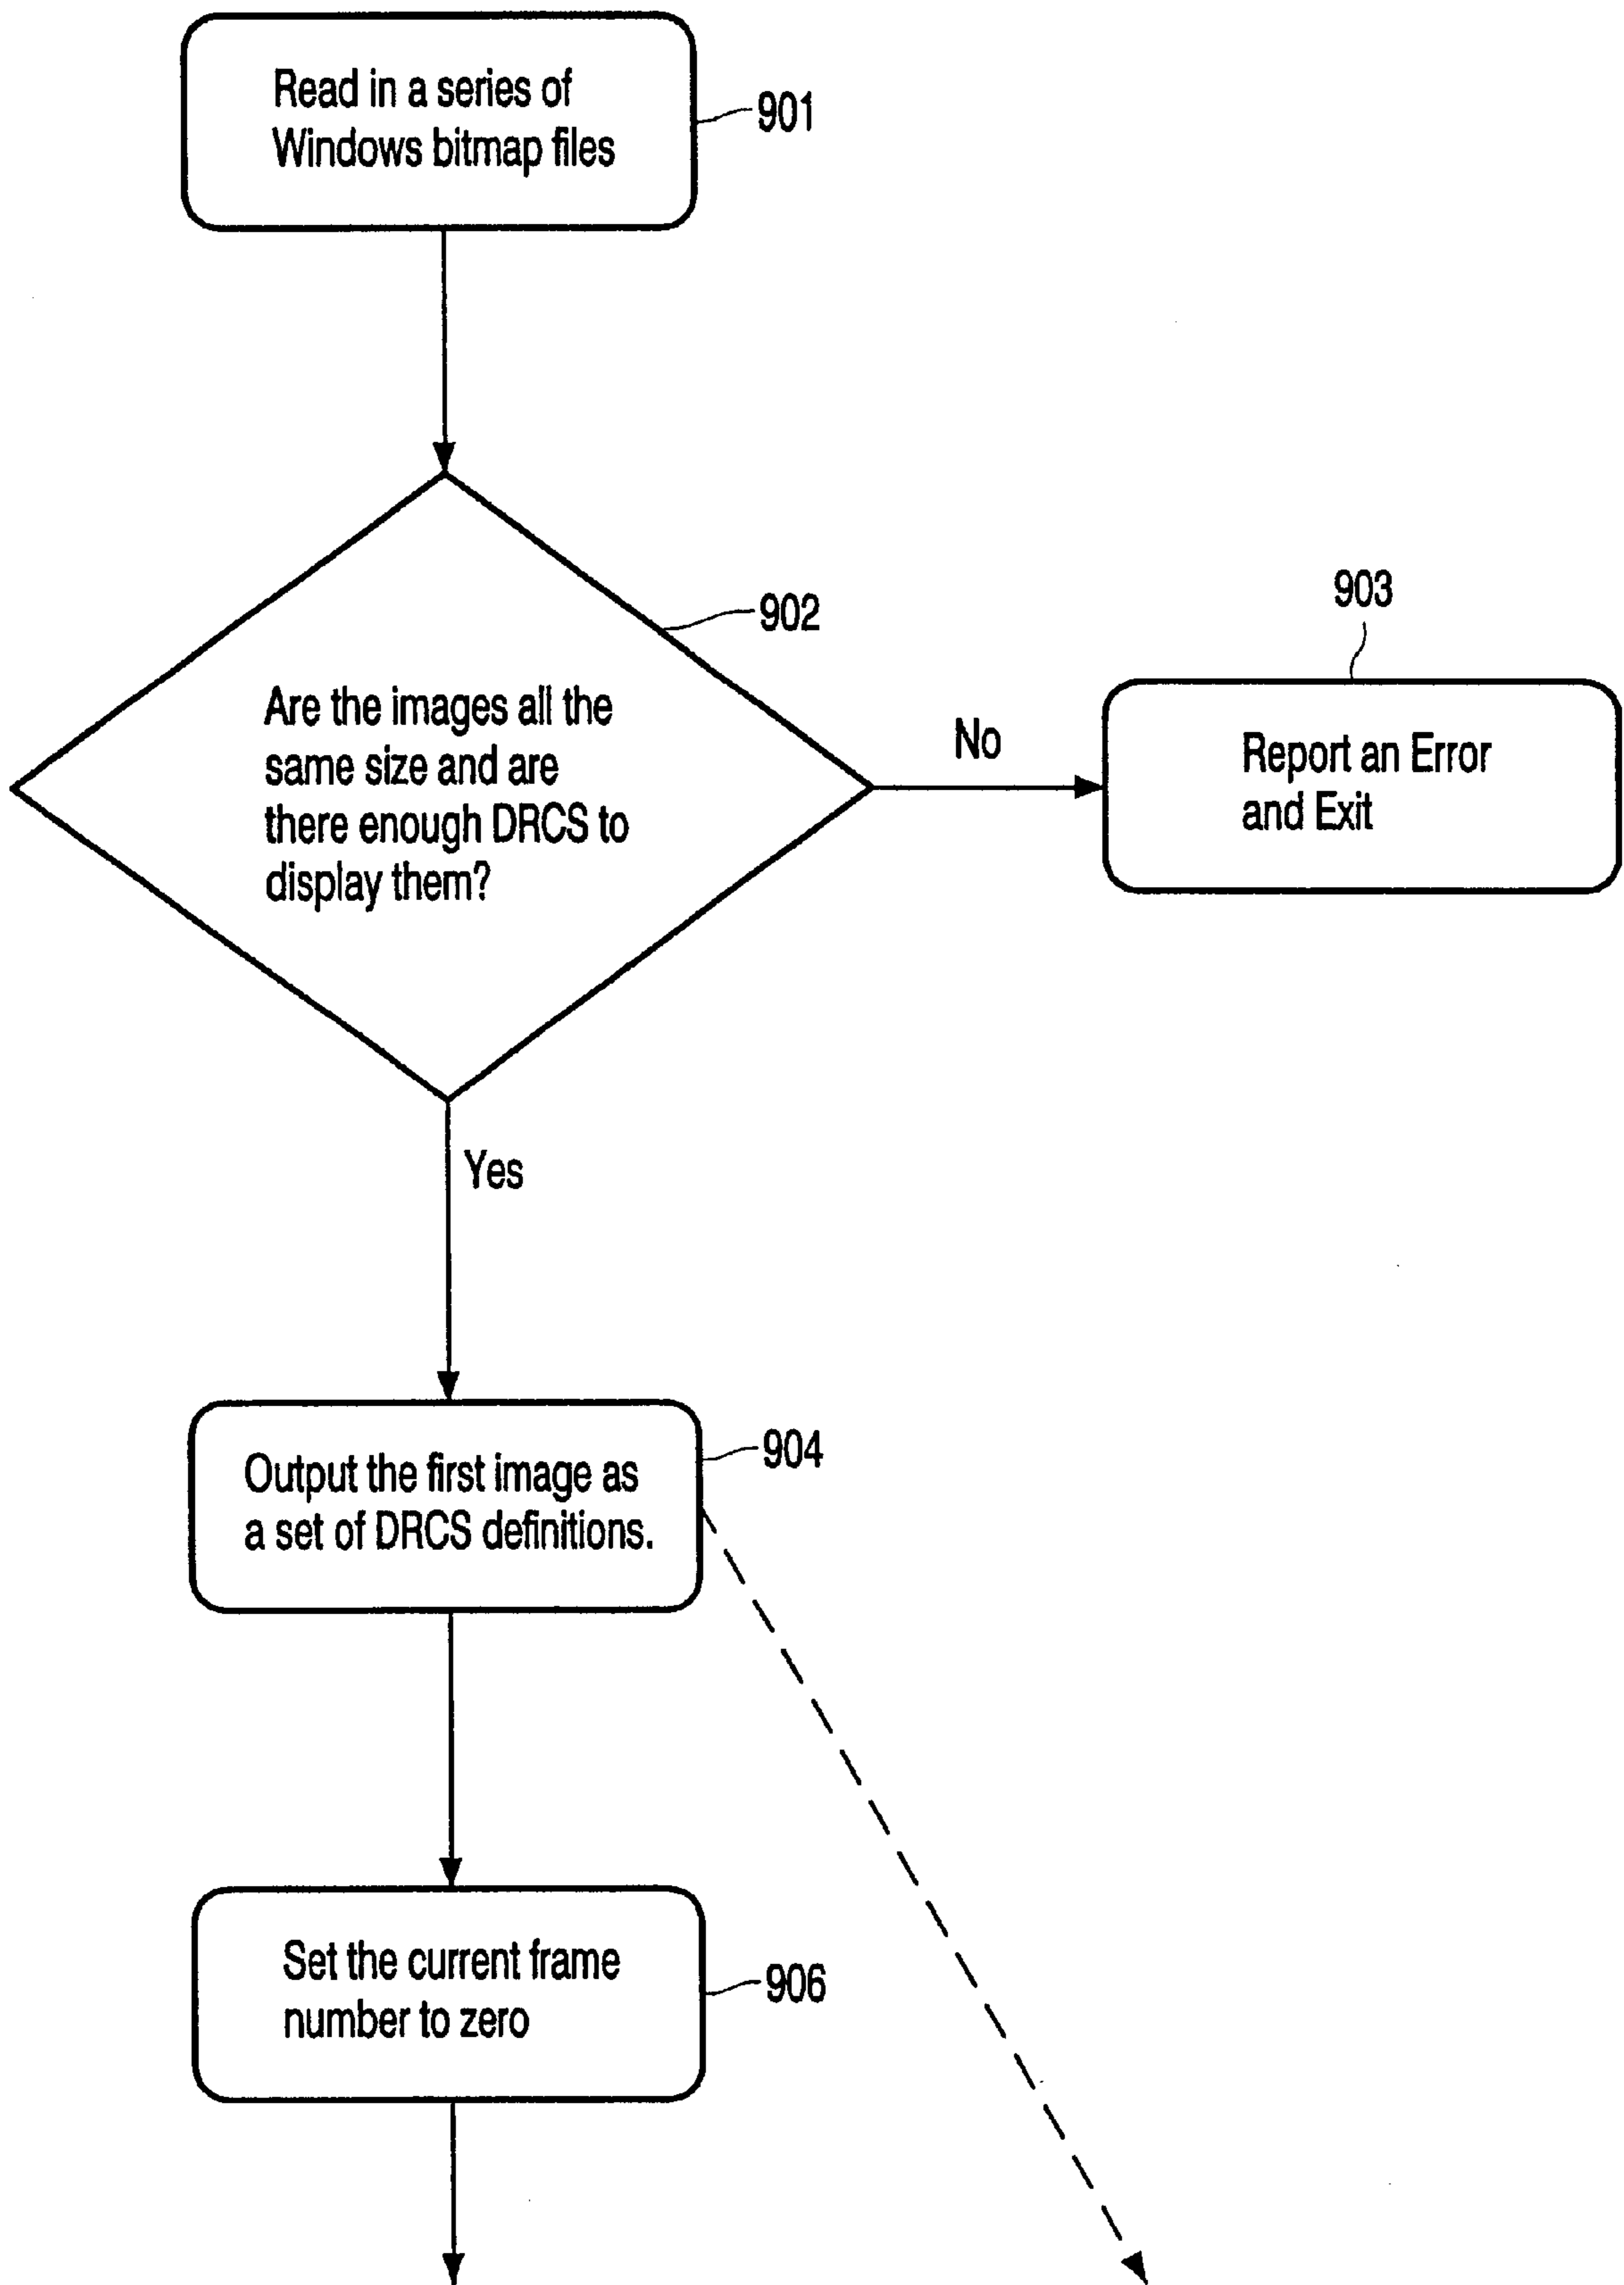 Read in a series of
Windows bitmap files
901
902
Are the images all the
same size and are
there enough DRCS to
display them?
No
903
Report an Error
and Exit
Yes
904
Output the first image as
a set of DRCS definitions.
Set the current frame
number to zero
906